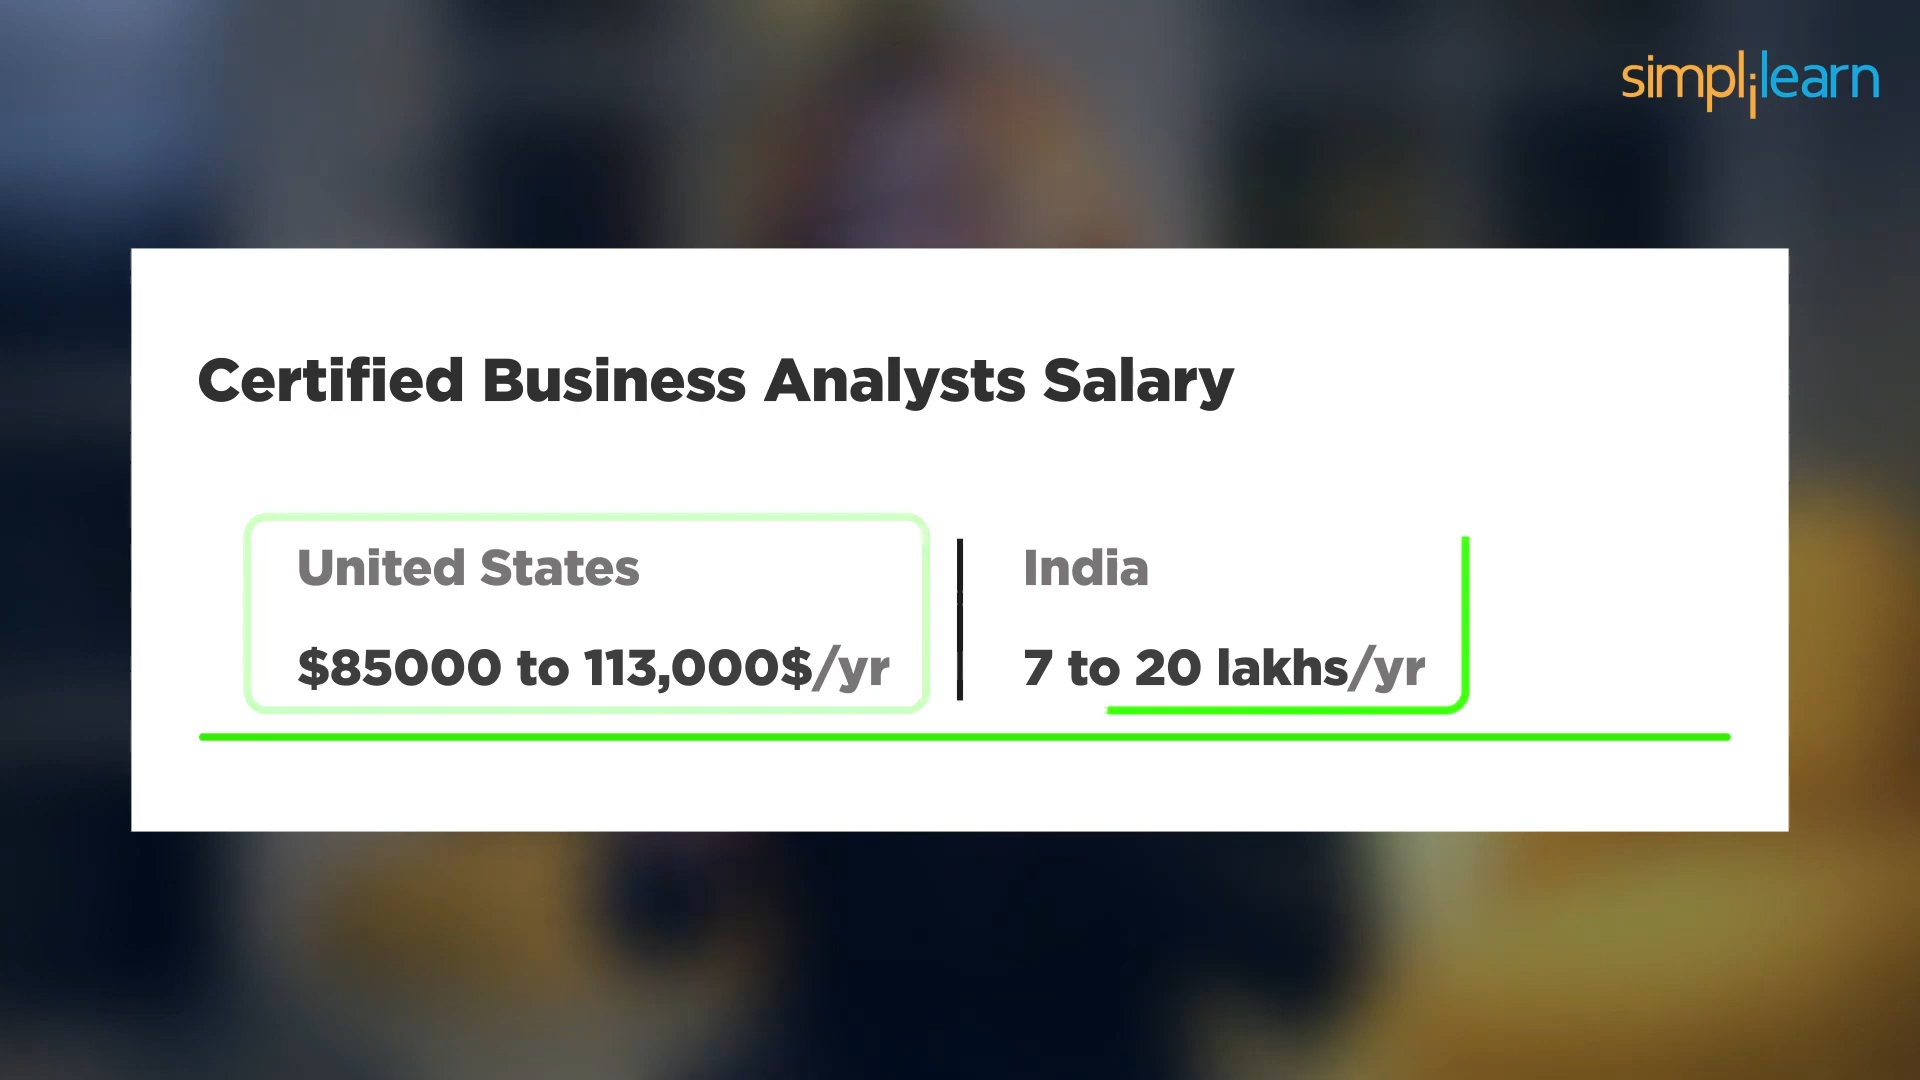 simplilearn
Certified Business Analysts Salary
United States
$85000 to 113,000$/yr
India
7 to 20 lakhs/yr